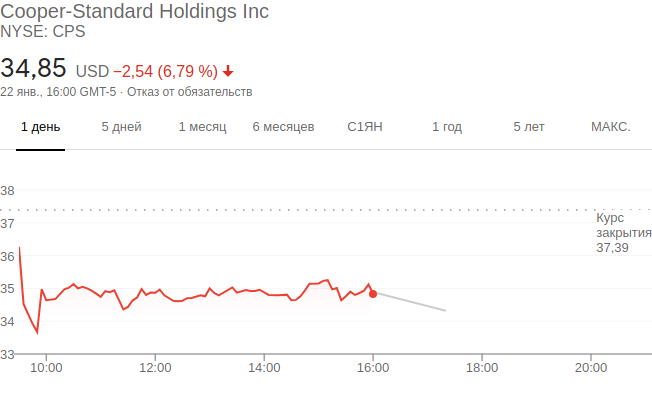 Cooper-Standard Holdings Inc
NYSE: CPS
34,85 USD −2,54 (6,79 %)
22 янв., 16:00 GMT-5 · Отказ от обязательств
1 день 5 дней 1 месяц 6 месяцев С1ЯН 1 год 5 лет МАКС.
38
37
Курс
закрытия
37,39
36
35
34
33
10:00 12:00 14:00 16:00 18:00 20:00